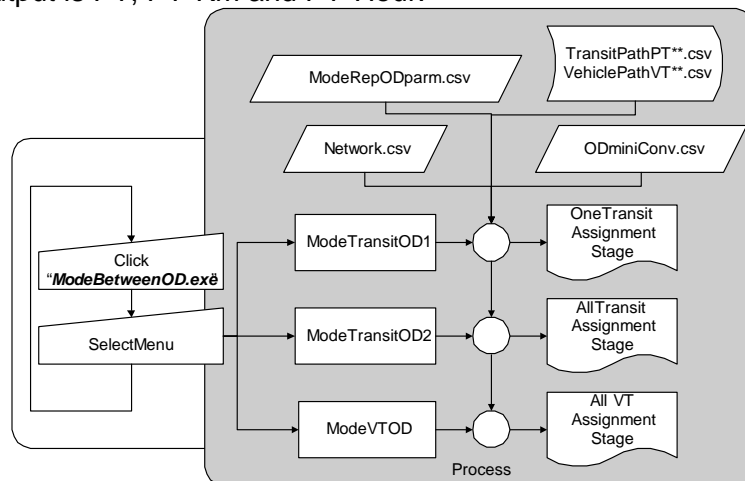 TransitPathPT**.csv
VehiclePathVT**.csv
ModeRepODparm.csv
Network.csv
ODminiConv.csv
OneTransit
Assignment
Stage
ModeTransitOD1
Click
“ModeBetweenOD.exë
AllTransit
Assignment
Stage
ModeTransitOD2
SelectMenu
All VT
Assignment
Stage
ModeVTOD
Process